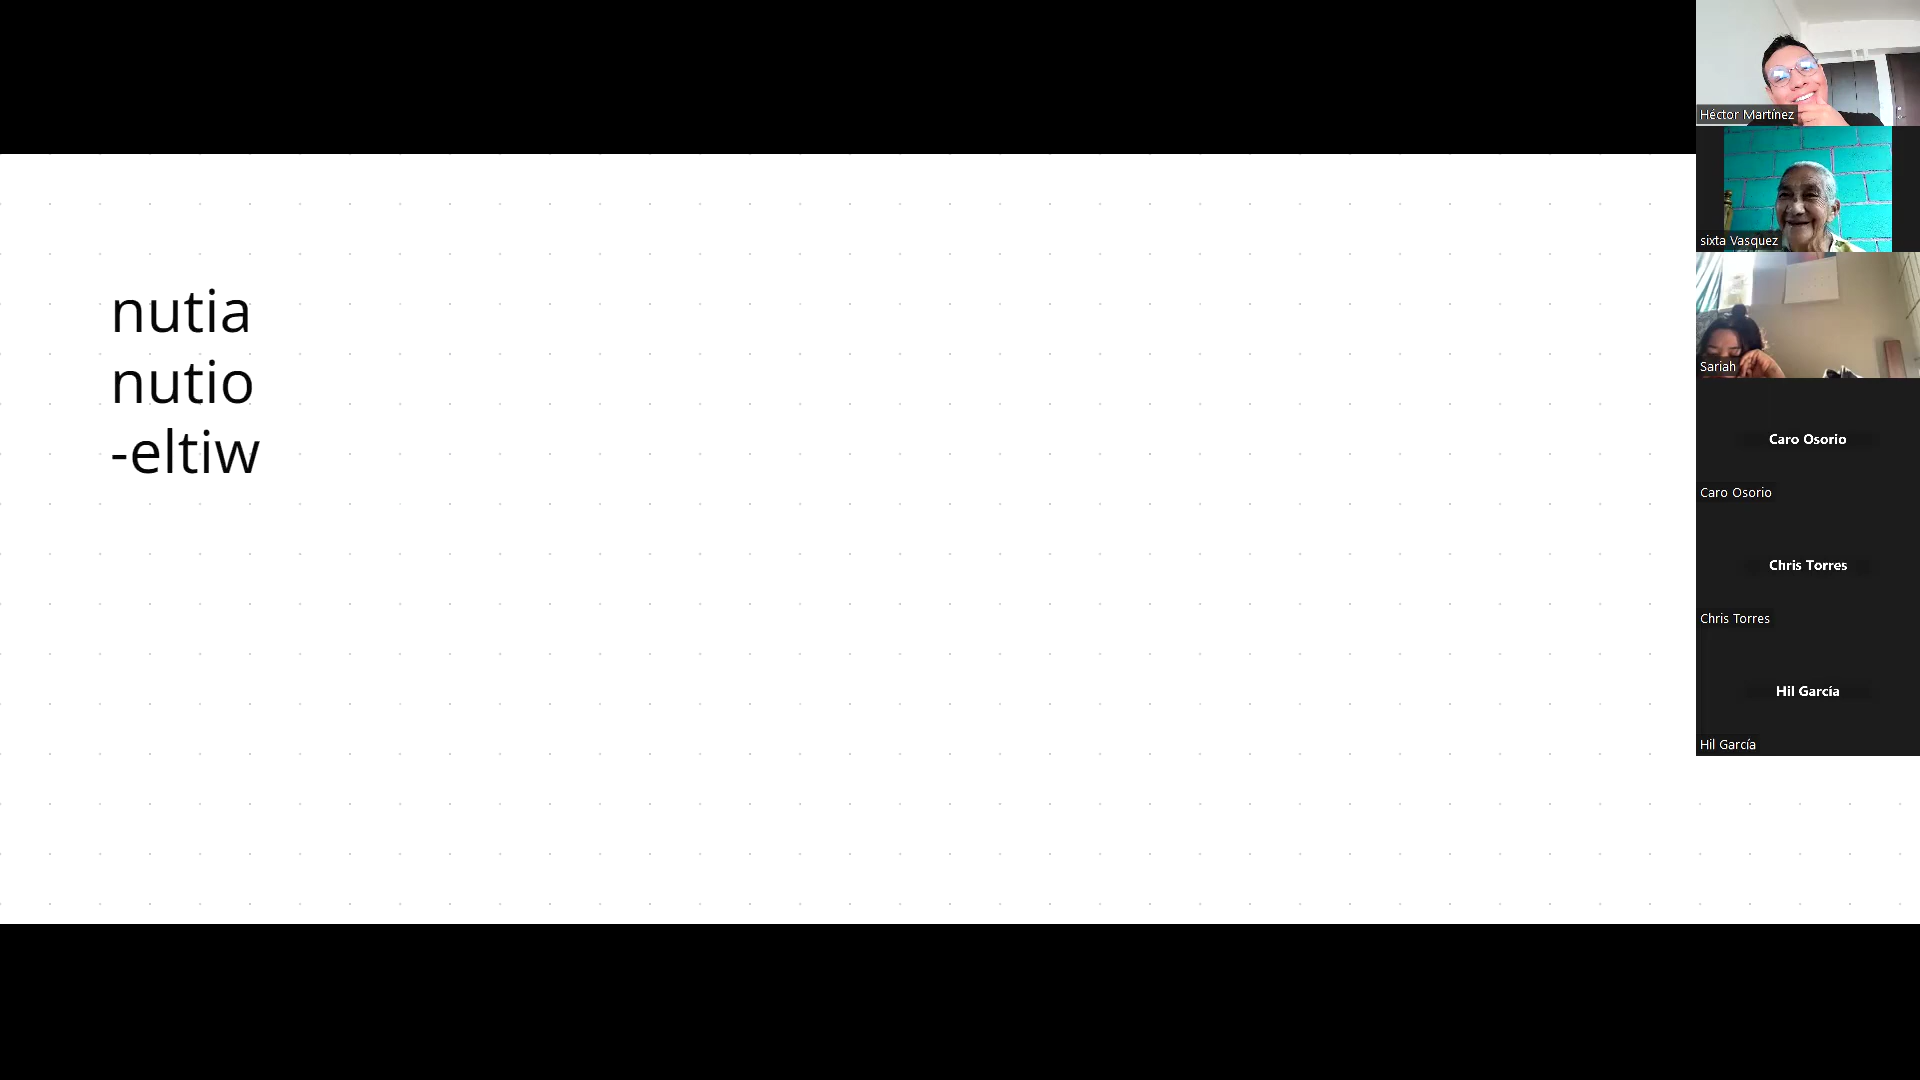 nutia
nutio
-eltiw
Héctor Martínez
sixta Vasquez
Sariah
Caro Osorio
Caro Osorio
Chris Torres
Chris Torres
Hil García
Hil García